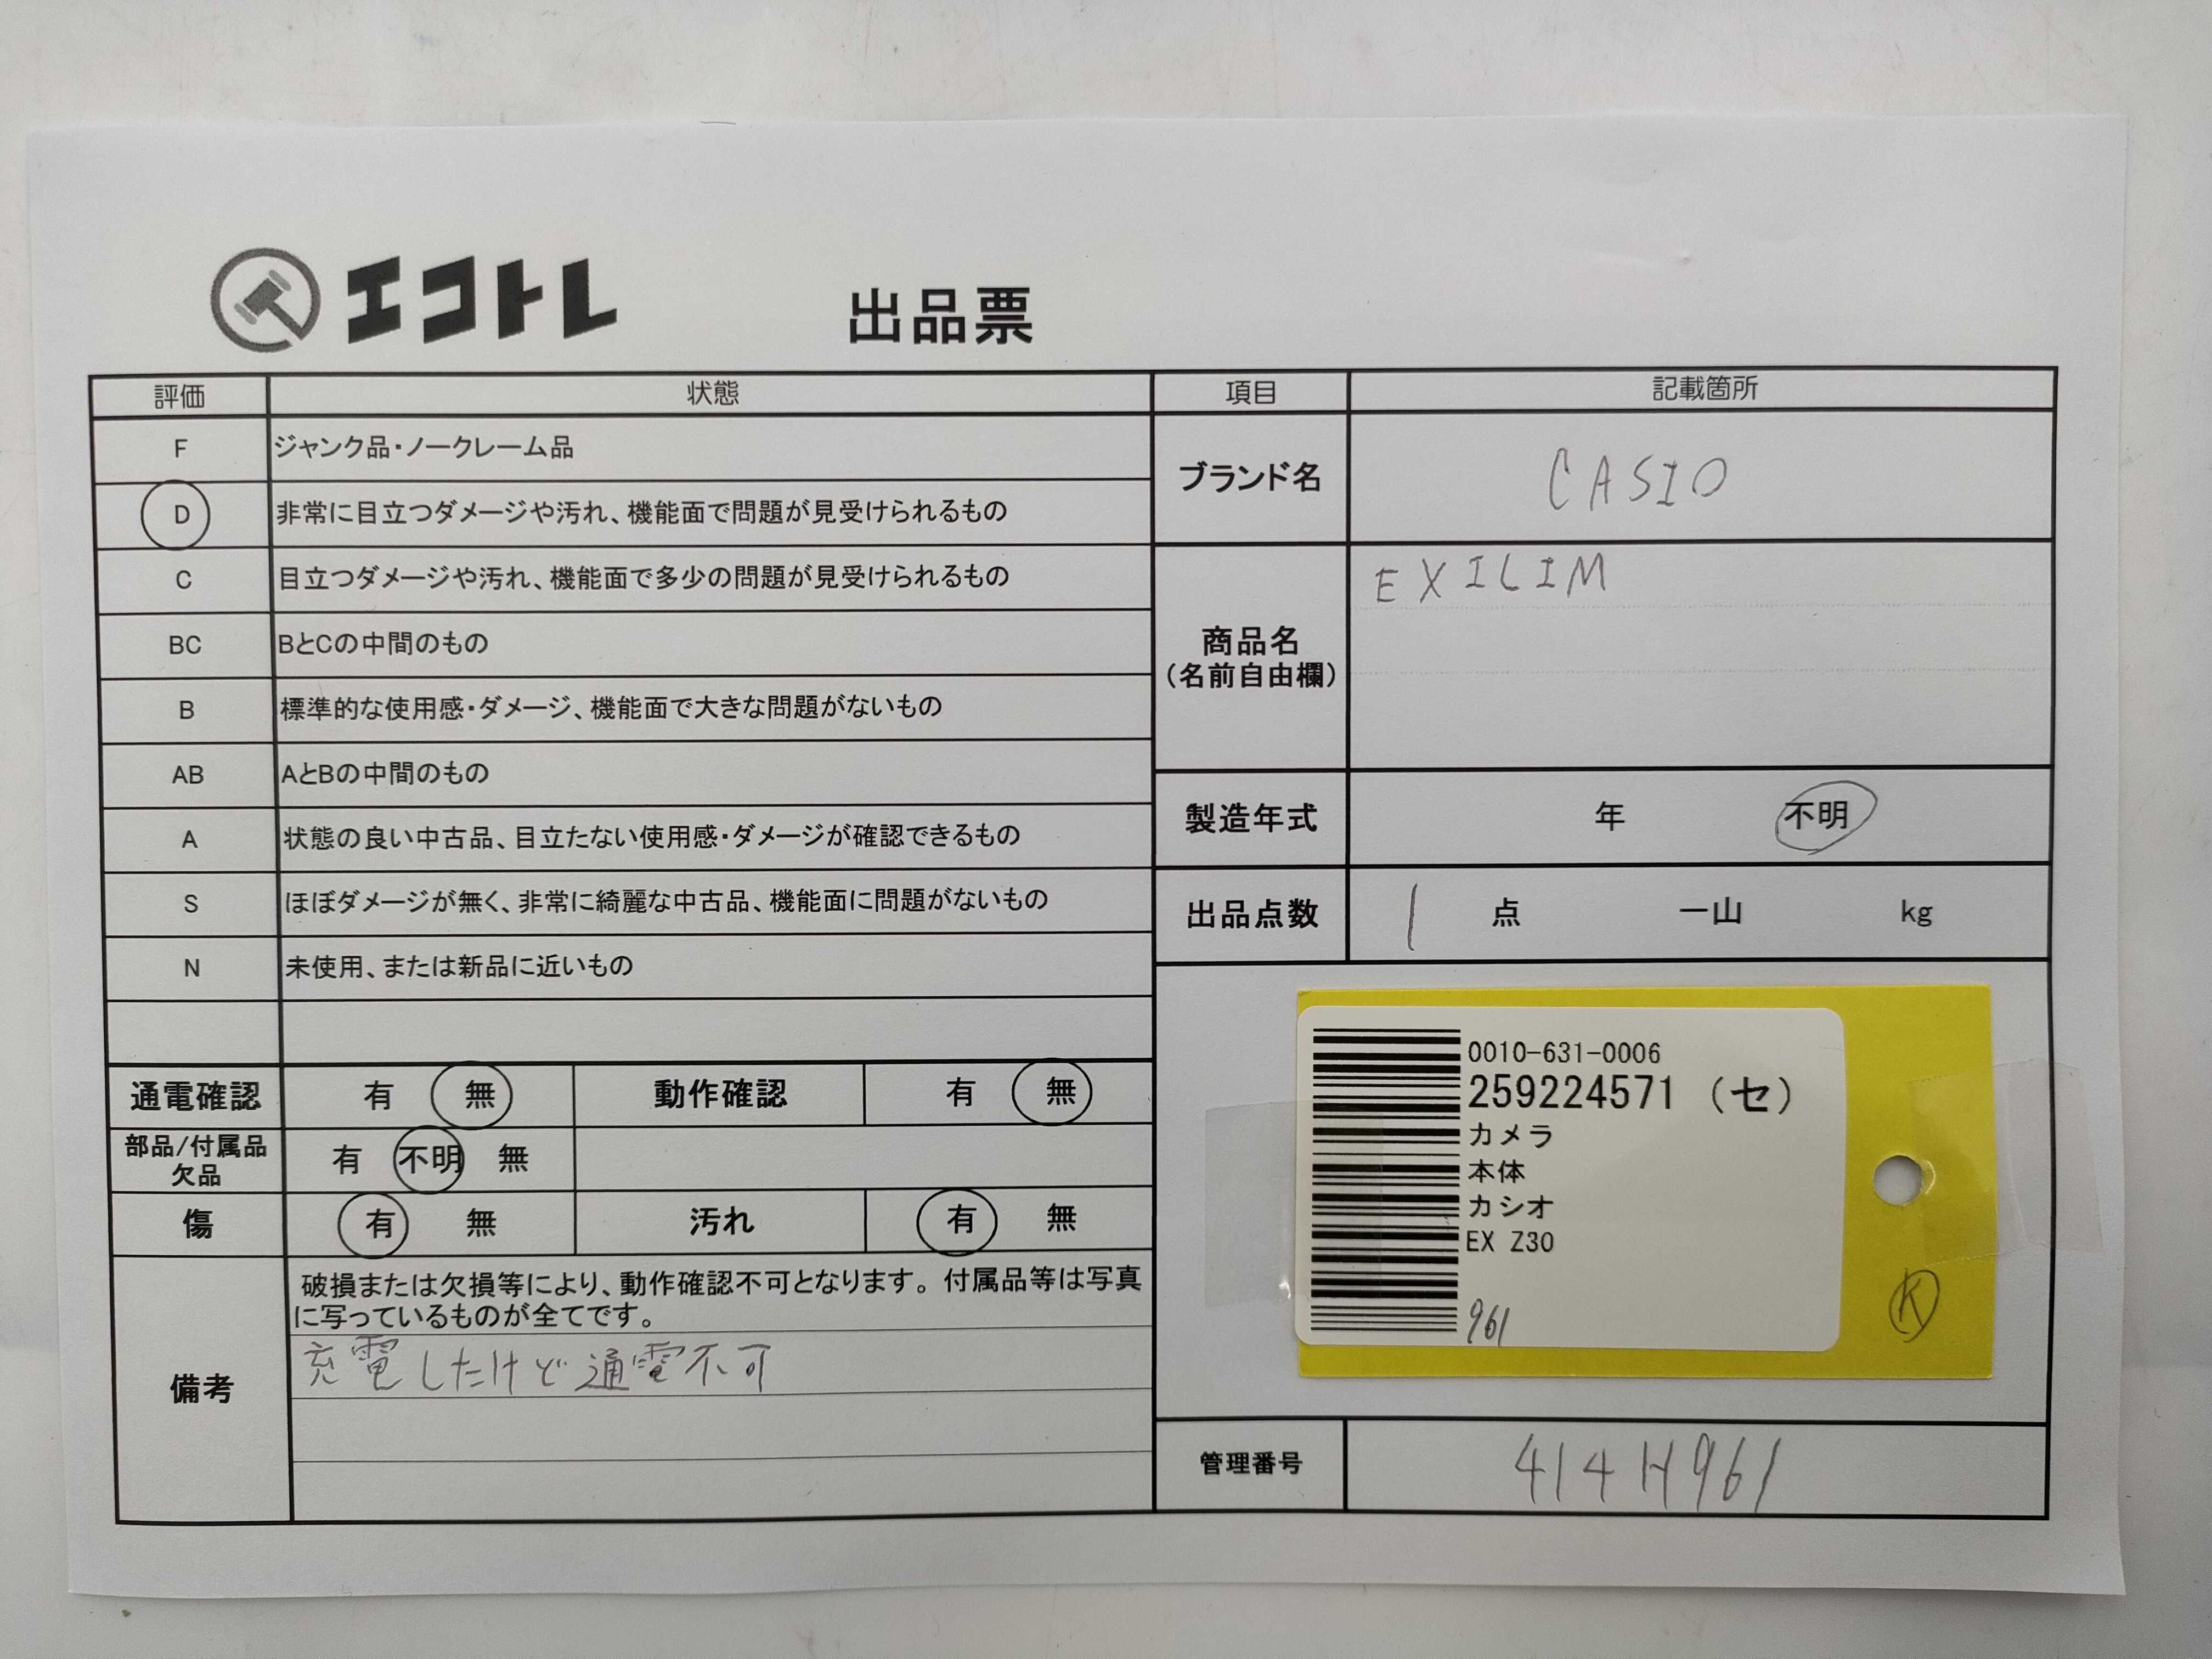 エコトレ
出品票
評価 状態
F ジャンク品・ノークレーム品
D 非常に目立つダメージや汚れ、機能面で問題が見受けられるもの
C 目立つダメージや汚れ、機能面で多少の問題が見受けられるもの
BC BとCの中間のもの
B 標準的な使用感・ダメージ、機能面で大きな問題がないもの
AB AとBの中間のもの
A 状態の良い中古品、目立たない使用感・ダメージが確認できるもの
S ほぼダメージが無く、非常に綺麗な中古品、機能面に問題がないもの
N 未使用、または新品に近いもの
通電確認 有 無 動作確認 有 無
部品/付属品
欠品 有 不明 無
傷 有 無 汚れ 有 無
備考
破損または欠損等により、動作確認不可となります。付属品等は写真
に写っているものが全てです。
充電したけど通電不可
項目 記載箇所
ブランド名 CASIO
商品名
(名前自由欄)
EXILIM
製造年式 年 不明
出品点数 1 点 一山 kg
0010-631-0006
259224571 (セ)
カメラ
本体
カシオ
EX Z30
961
K
管理番号 414H961